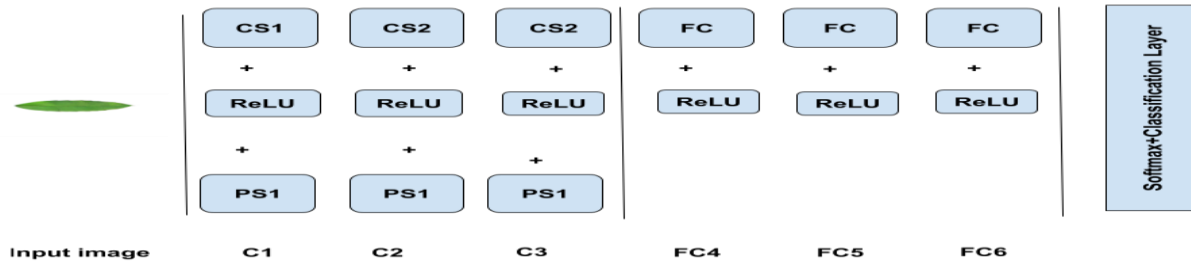 CS1 CS2 CS2 FC FC FC
+ + + + + +
ReLU ReLU ReLU ReLU ReLU ReLU
+ + +
PS1 PS1 PS1
Input image C1 C2 C3 FC4 FC5 FC6
Softmax+Classification Layer